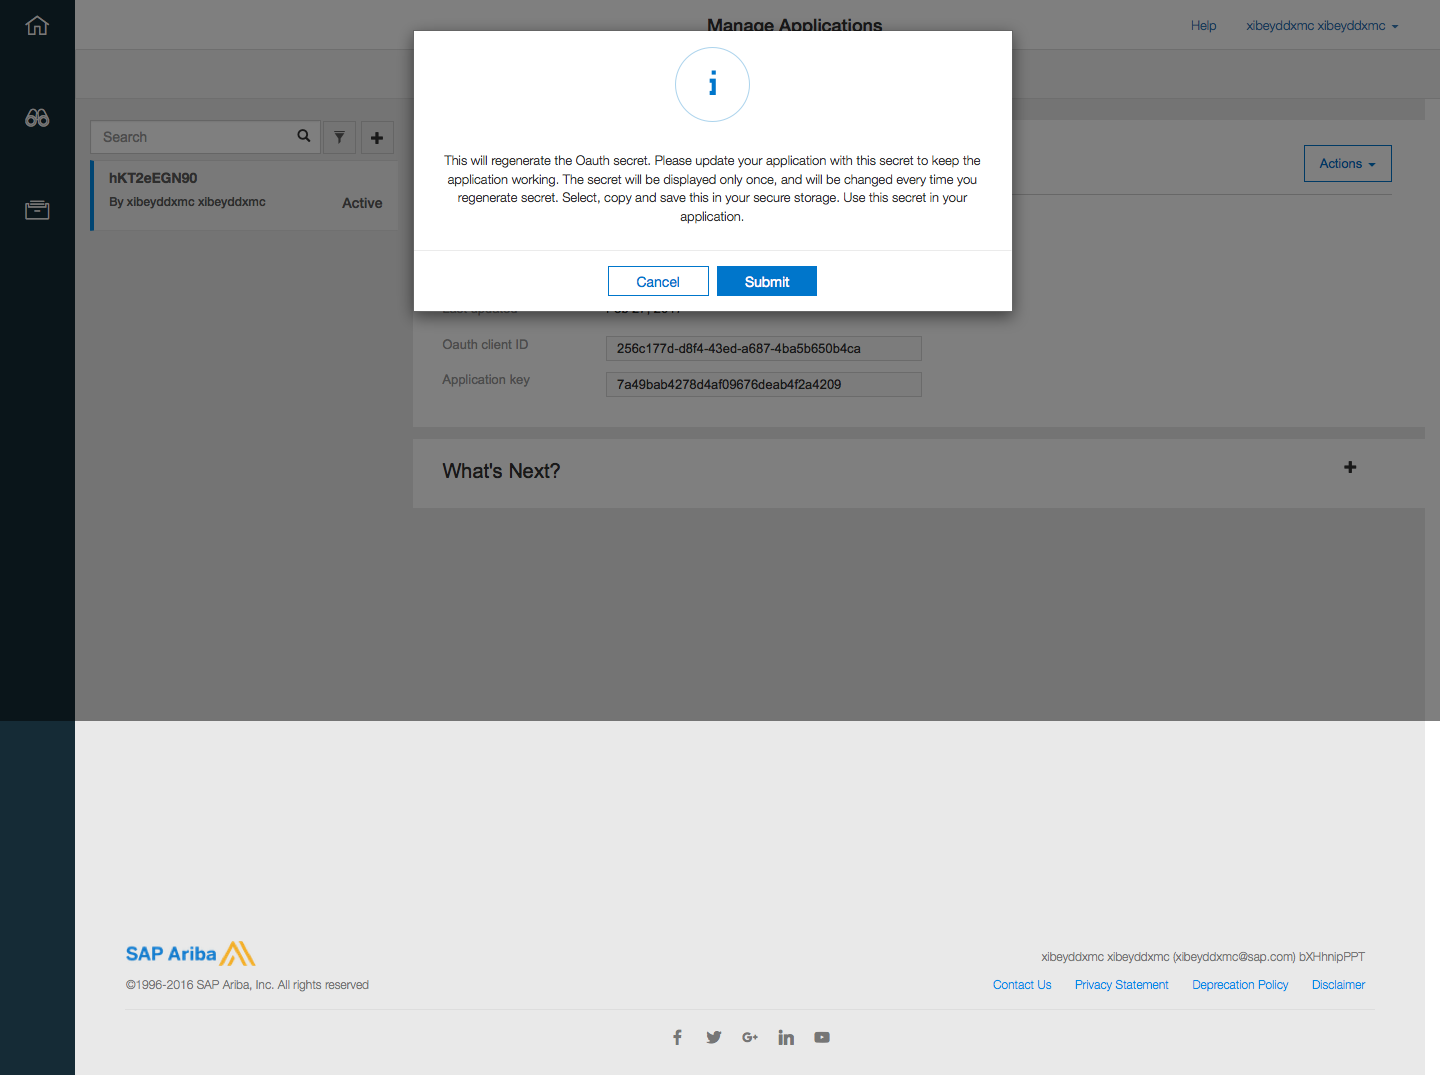 Manage Applications
Help
xibeyddxmc xibeyddxmc
Search
hKT2eEGN90
By xibeyddxmc xibeyddxmc
Active
This will regenerate the Oauth secret. Please update your application with this secret to keep the
application working. The secret will be displayed only once, and will be changed every time you
regenerate secret. Select, copy and save this in your secure storage. Use this secret in your
application.
Cancel
Submit
Actions
Last updated
Feb 27, 2017
Oauth client ID
256c177d-d8f4-43ed-a687-4ba5b650b4ca
Application key
7a49bab4278d4af09676deab4f2a4209
What's Next?
SAP Ariba
©1996-2016 SAP Ariba, Inc. All rights reserved
xibeyddxmc xibeyddxmc (xibeyddxmc@sap.com) bXHhnipPPT
Contact Us
Privacy Statement
Deprecation Policy
Disclaimer